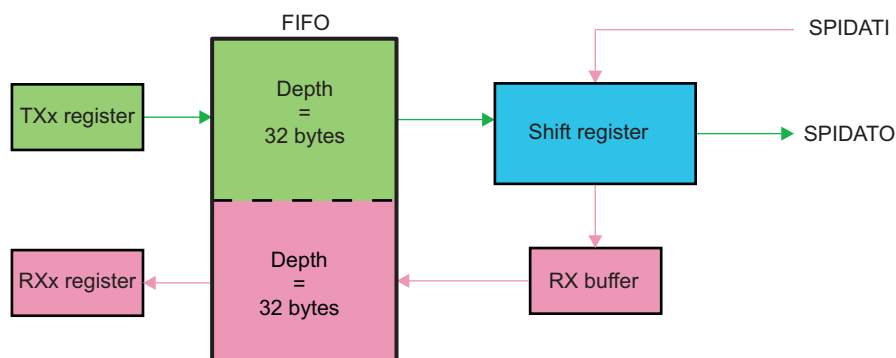 FIFO
SPIDATI
TXx register
Depth
=
32 bytes
Shift register
SPIDATO
RXx register
Depth
=
32 bytes
RX buffer